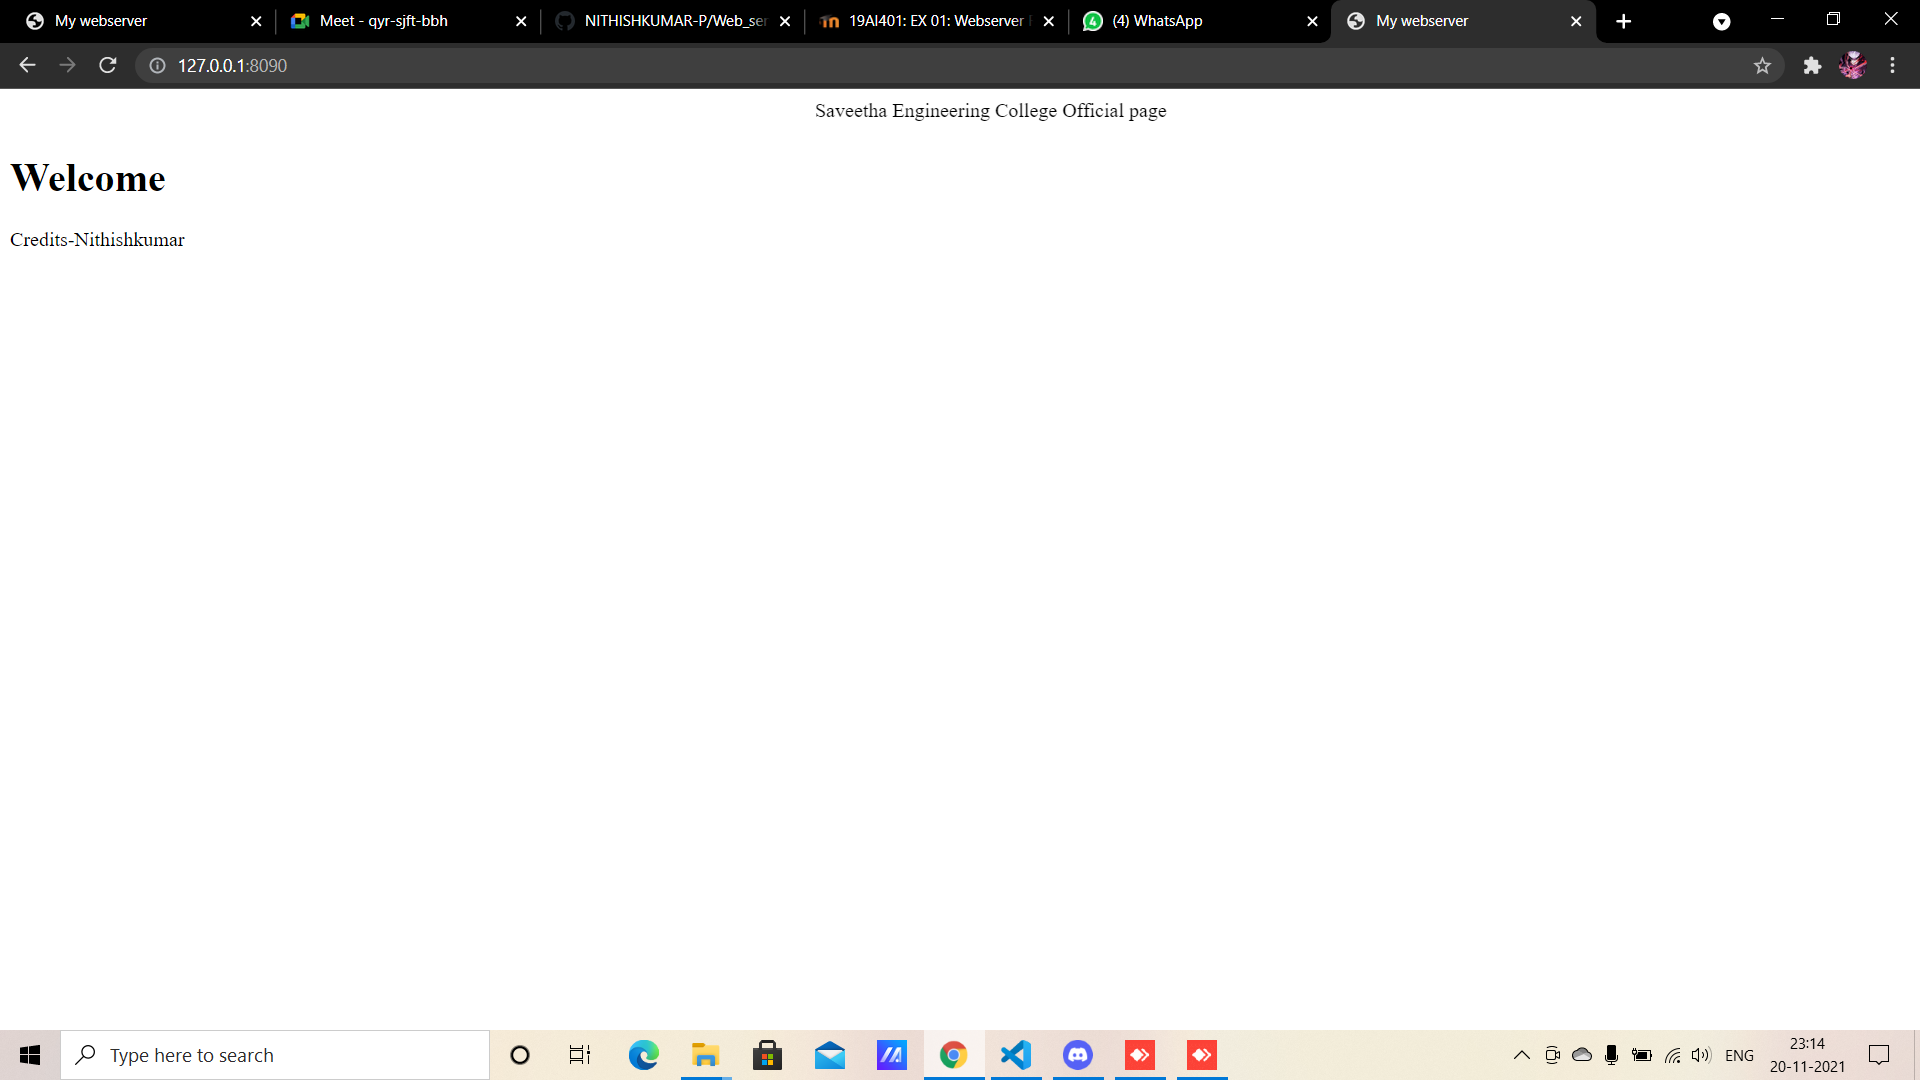 My webserver
Meet - qyr-sjft-bbh
NITHISHKUMAR-P/Web_ser
19AI401: EX 01: Webserver
(4) WhatsApp
My webserver
127.0.0.1:8090
Saveetha Engineering College Official page
Welcome
Credits-Nithishkumar
Type here to search
ENG
23:14
20-11-2021